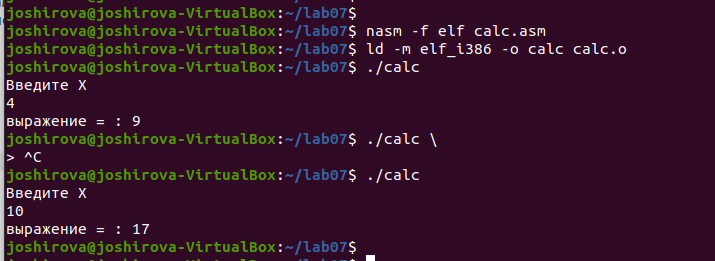 joshirova@joshirova-VirtualBox:~/lab07$
joshirova@joshirova-VirtualBox:~/lab07$ nasm -f elf calc.asm
joshirova@joshirova-VirtualBox:~/lab07$ ld -m elf_i386 -o calc calc.o
joshirova@joshirova-VirtualBox:~/lab07$ ./calc
Введите X
4
выражение = : 9
joshirova@joshirova-VirtualBox:~/lab07$ ./calc \
> ^C
joshirova@joshirova-VirtualBox:~/lab07$ ./calc
Введите X
10
выражение = : 17
joshirova@joshirova-VirtualBox:~/lab07$
joshirova@joshirova-VirtualBox:~/lab07$